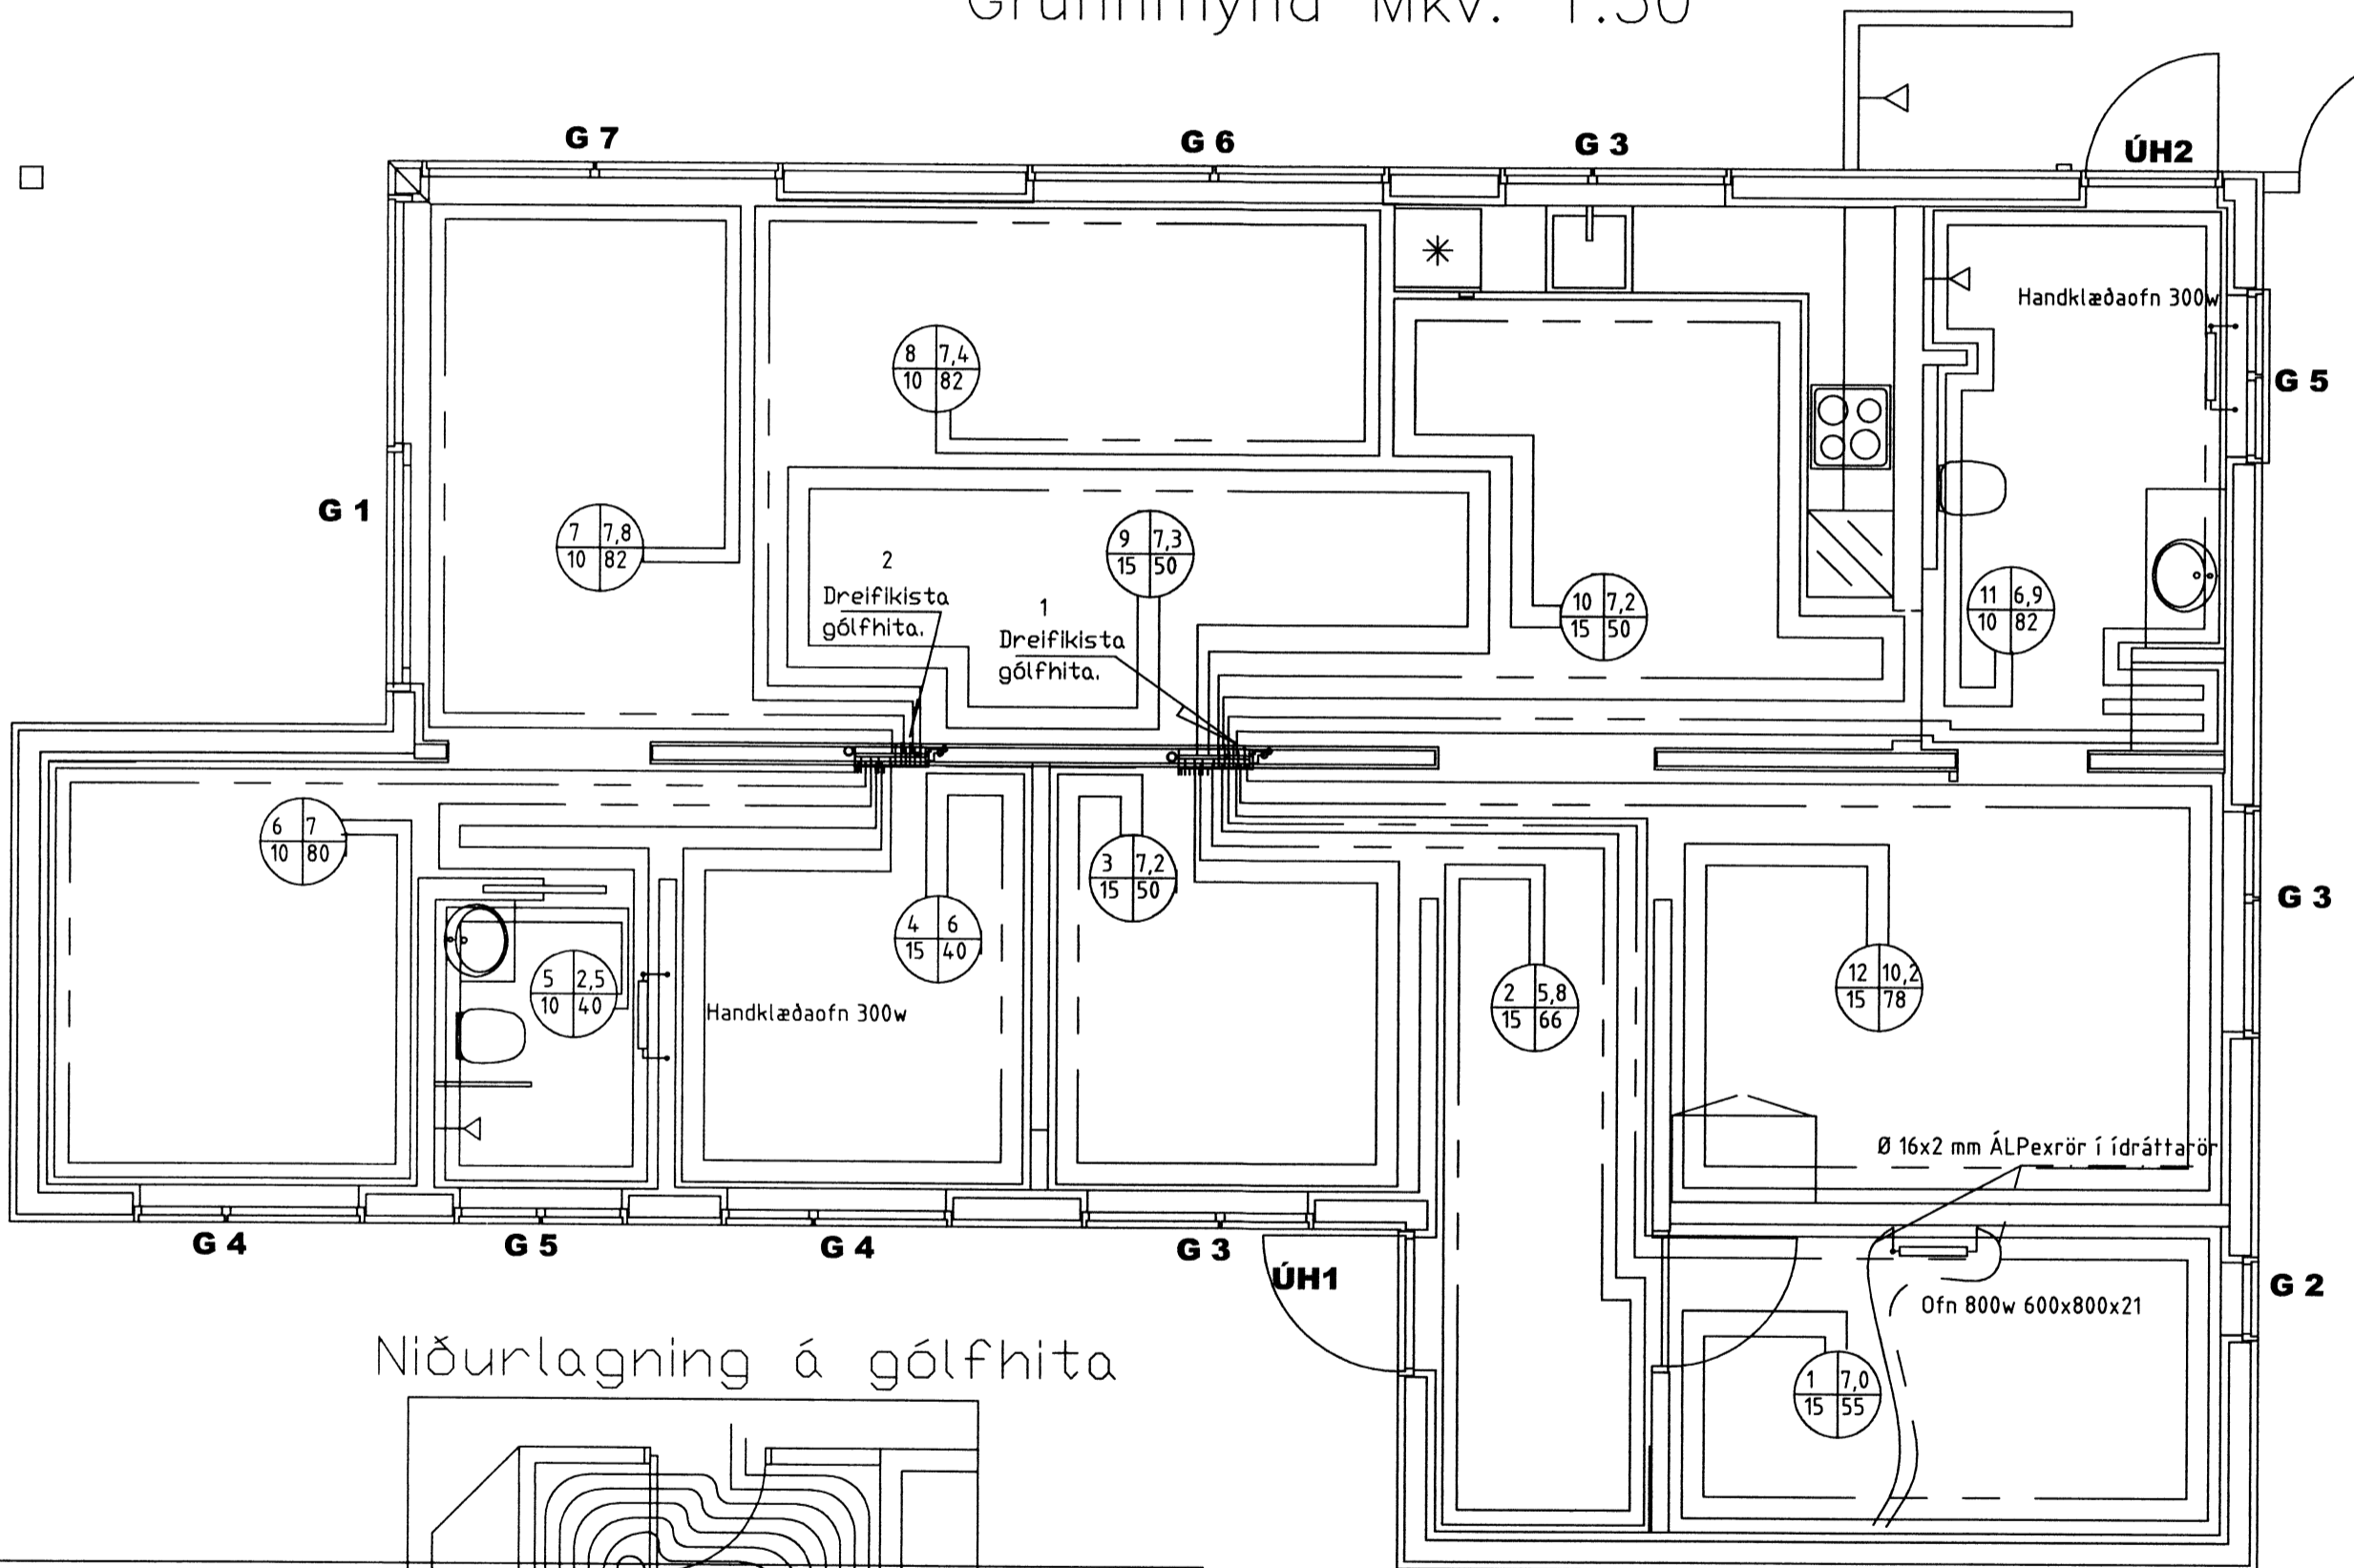 Grunnmynd Mkv. 1:50
G 7
G 6
G 3
ÚH2
Handklæðaofn 300w
8 7,4
10 82
G 5
G 1
7 7,8
10 82
9 7,3
15 50
2
Dreifikista
gólfhita.
1
Dreifikista
gólfhita.
10 7,2
15 50
11 6,9
10 82
6 7
10 80
3 7,2
15 50
4 6
15 40
G 3
5 2,5
10 40
Handklæðaofn 300w
2 5,8
15 66
12 10,2
15 78
Ø 16x2 mm ÁLPexrör í ídráttarör
G 4
G 5
G 4
G 3
ÚH1
G 2
Ofn 800w 600x800x21
Niðurlagning á gólfhita
1 7,0
15 55